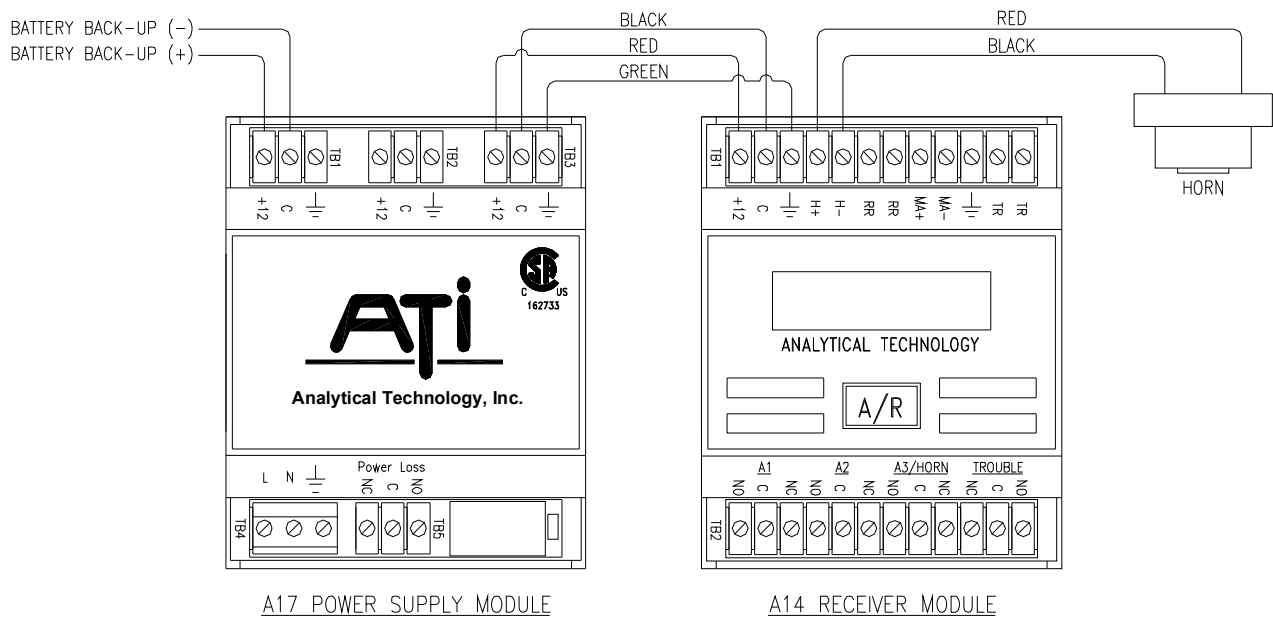 BATTERY BACK-UP (-)
BATTERY BACK-UP (+)
BLACK
RED
GREEN
RED
BLACK
HORN
TB1
TB2
TB3
+12 C
+12 C
+12 C
TB1
+12 C H+ H- RR RR MA+ MA- TR TR
ATi
Analytical Technology, Inc.
C US
162733
ANALYTICAL TECHNOLOGY
A/R
L N
Power Loss
NC C NO
TB4
TB5
A1 A2 A3/HORN TROUBLE
NO C NC NO C NC NO C NC NC C NO
TB2
A17 POWER SUPPLY MODULE
A14 RECEIVER MODULE